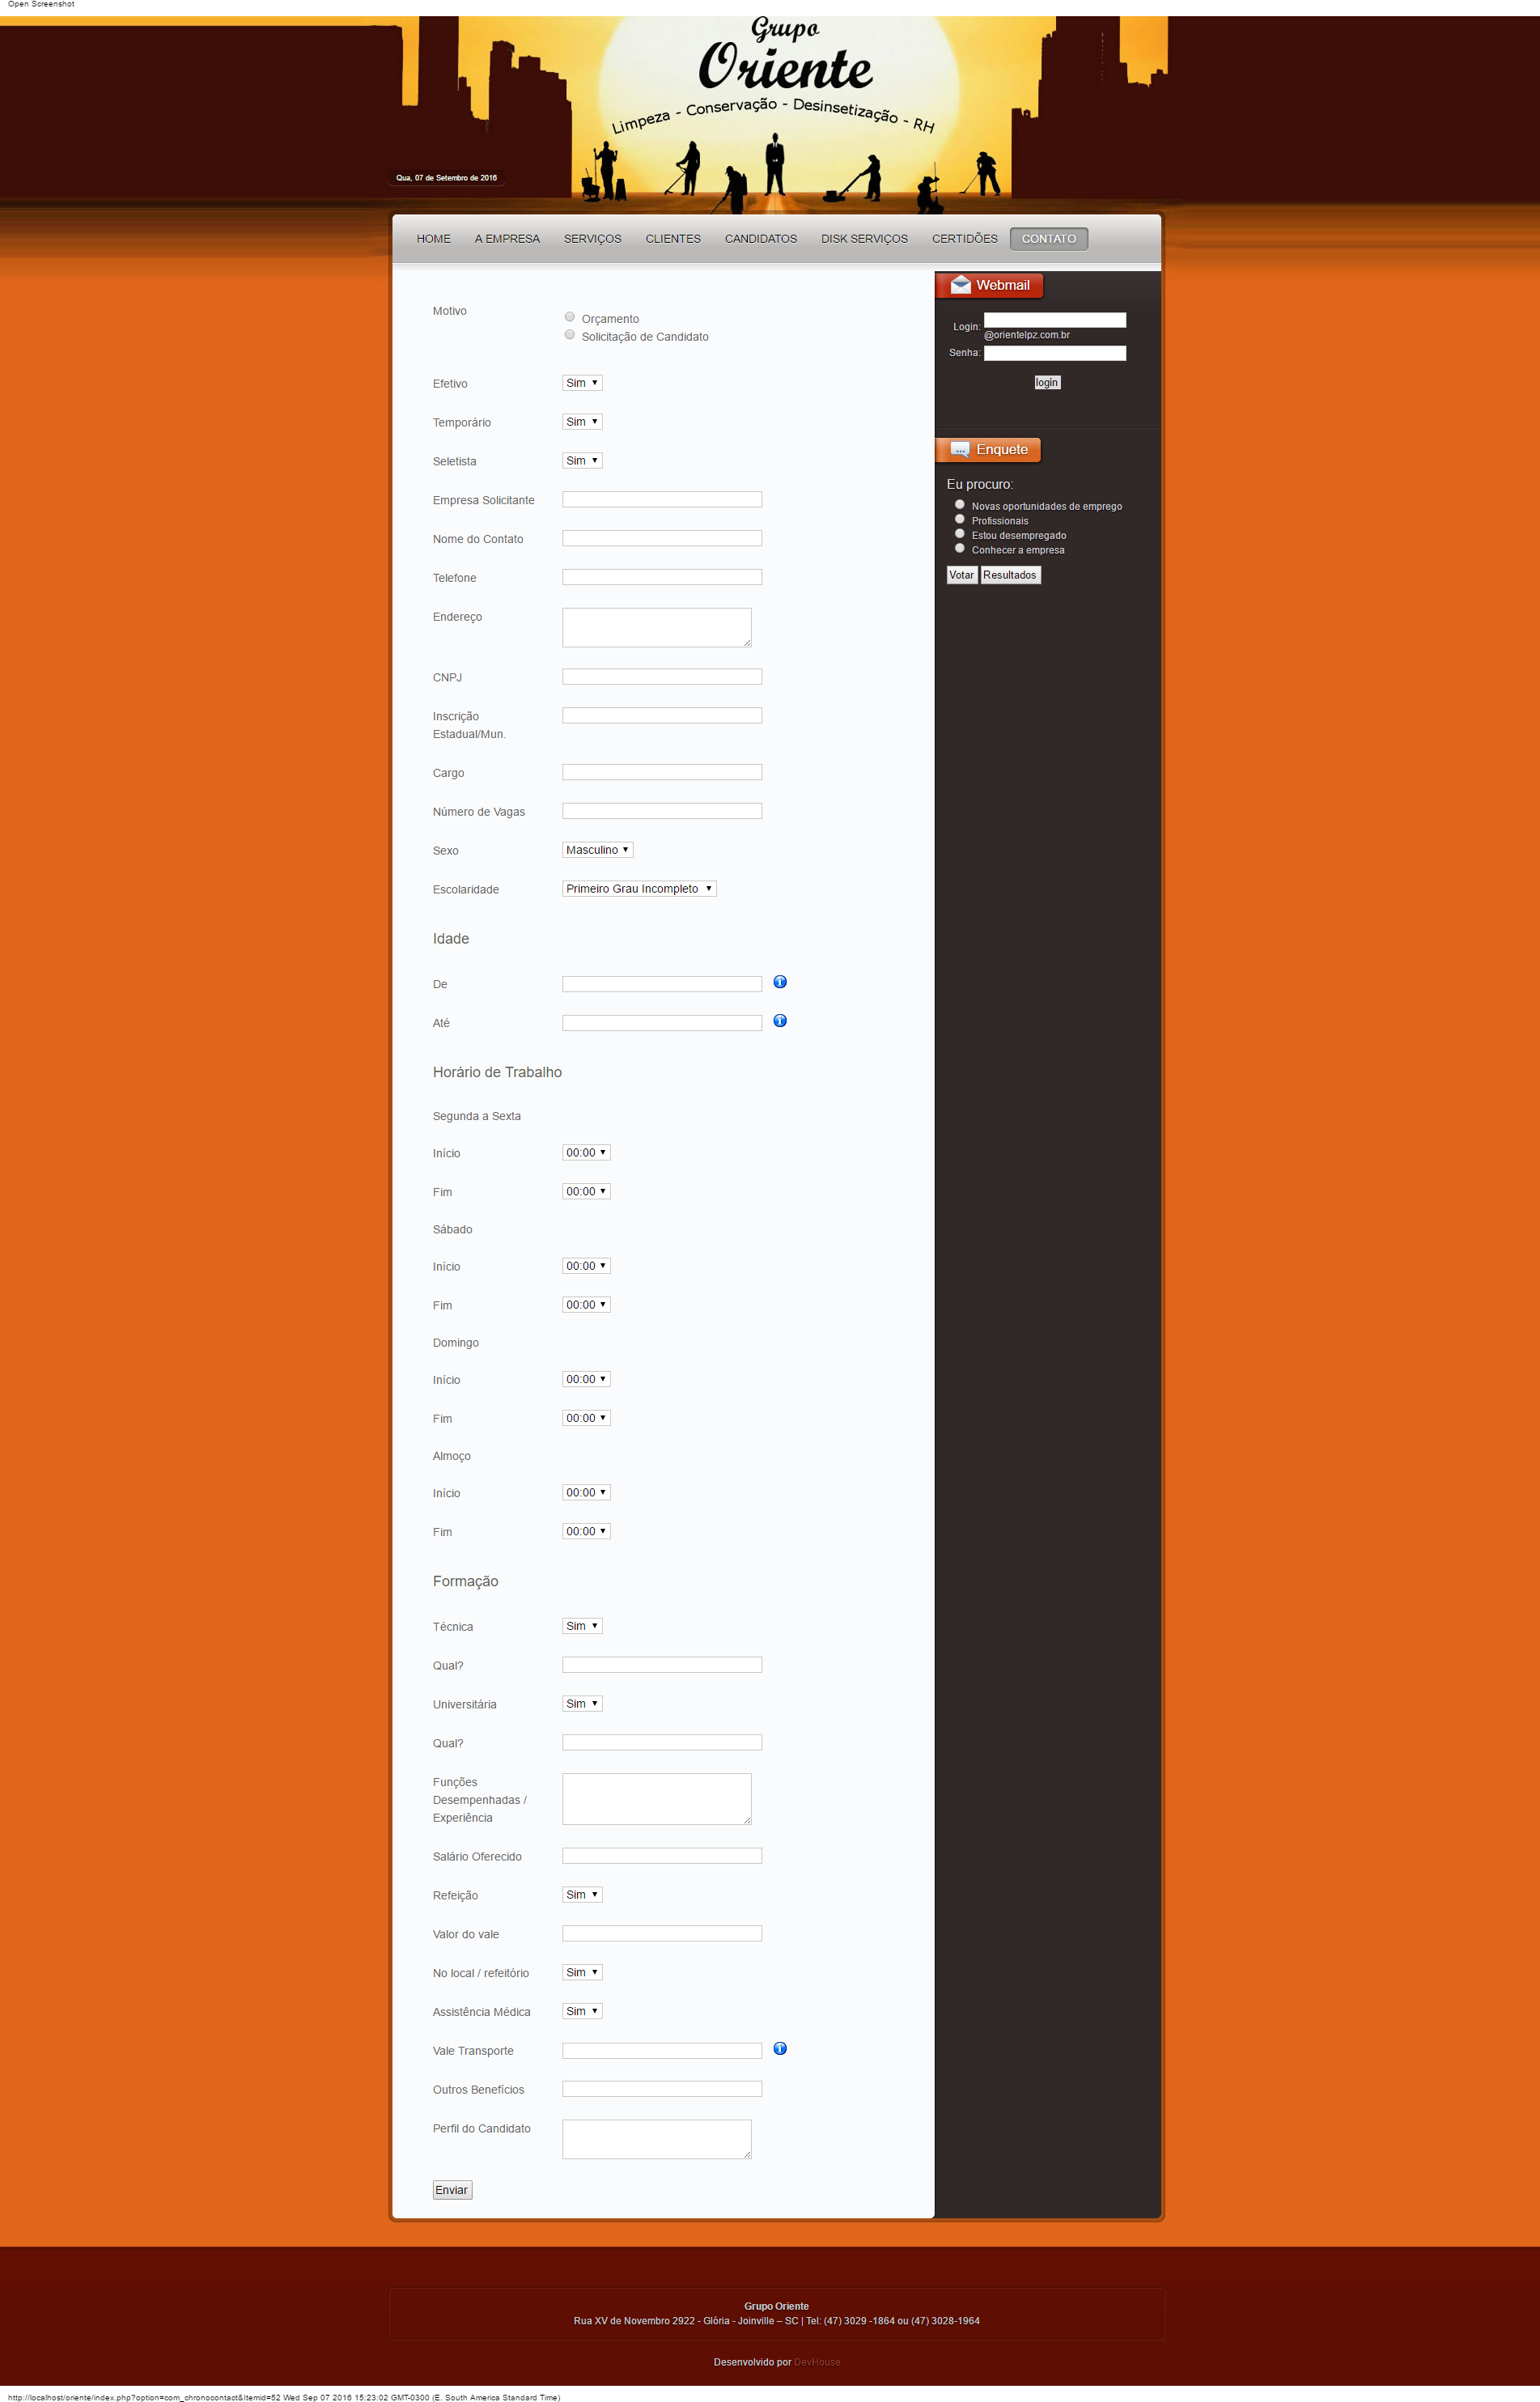 Open Screenshot
Grupo
Oriente
Limpeza - Conservação - Desinsetização - RH
Qua, 07 de Setembro de 2016
HOME A EMPRESA SERVIÇOS CLIENTES CANDIDATOS DISK SERVIÇOS CERTIDÕES CONTATO
Motivo
Orçamento
Solicitação de Candidato
Efetivo Sim
Temporário Sim
Seletista Sim
Empresa Solicitante
Nome do Contato
Telefone
Endereço
CNPJ
Inscrição
Estadual/Mun.
Cargo
Número de Vagas
Sexo Masculino
Escolaridade Primeiro Grau Incompleto
Idade
De
Até
Horário de Trabalho
Segunda a Sexta
Início 00:00
Fim 00:00
Sábado
Início 00:00
Fim 00:00
Domingo
Início 00:00
Fim 00:00
Almoço
Início 00:00
Fim 00:00
Formação
Técnica Sim
Qual?
Universitária Sim
Qual?
Funções
Desempenhadas /
Experiência
Salário Oferecido
Refeição Sim
Valor do vale
No local / refeitório Sim
Assistência Médica Sim
Vale Transporte
Outros Benefícios
Perfil do Candidato
Enviar
Webmail
Login:
@orientelpz.com.br
Senha:
login
Enquete
Eu procuro:
Novas oportunidades de emprego
Profissionais
Estou desempregado
Conhecer a empresa
Votar Resultados
Grupo Oriente
Rua XV de Novembro 2922 - Glória - Joinville – SC | Tel: (47) 3029 -1864 ou (47) 3028-1964
Desenvolvido por DevHouse
http://localhost/oriente/index.php?option=com_chronocontact&Itemid=52 Wed Sep 07 2016 15:23:02 GMT-0300 (E. South America Standard Time)